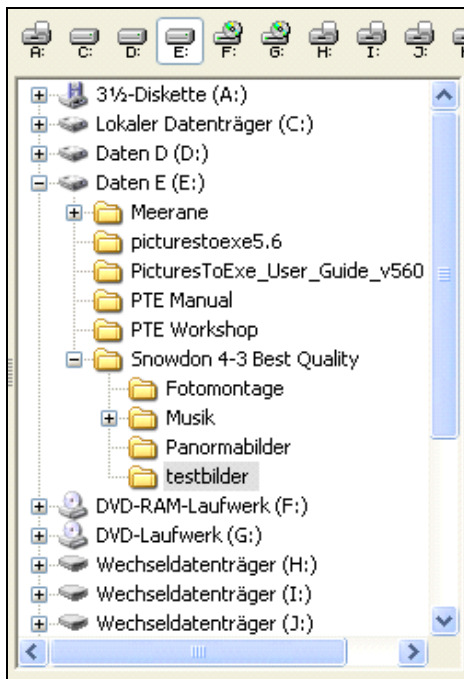 A: C: D: E: F: G: H: I: J:
3½-Diskette (A:)
Lokaler Datenträger (C:)
Daten D (D:)
Daten E (E:)
Meerane
picturestoexe5.6
PicturesToExe_User_Guide_v560
PTE Manual
PTE Workshop
Snowdon 4-3 Best Quality
Fotomontage
Musik
Panormabilder
testbilder
DVD-RAM-Laufwerk (F:)
DVD-Laufwerk (G:)
Wechseldatenträger (H:)
Wechseldatenträger (I:)
Wechseldatenträger (J:)